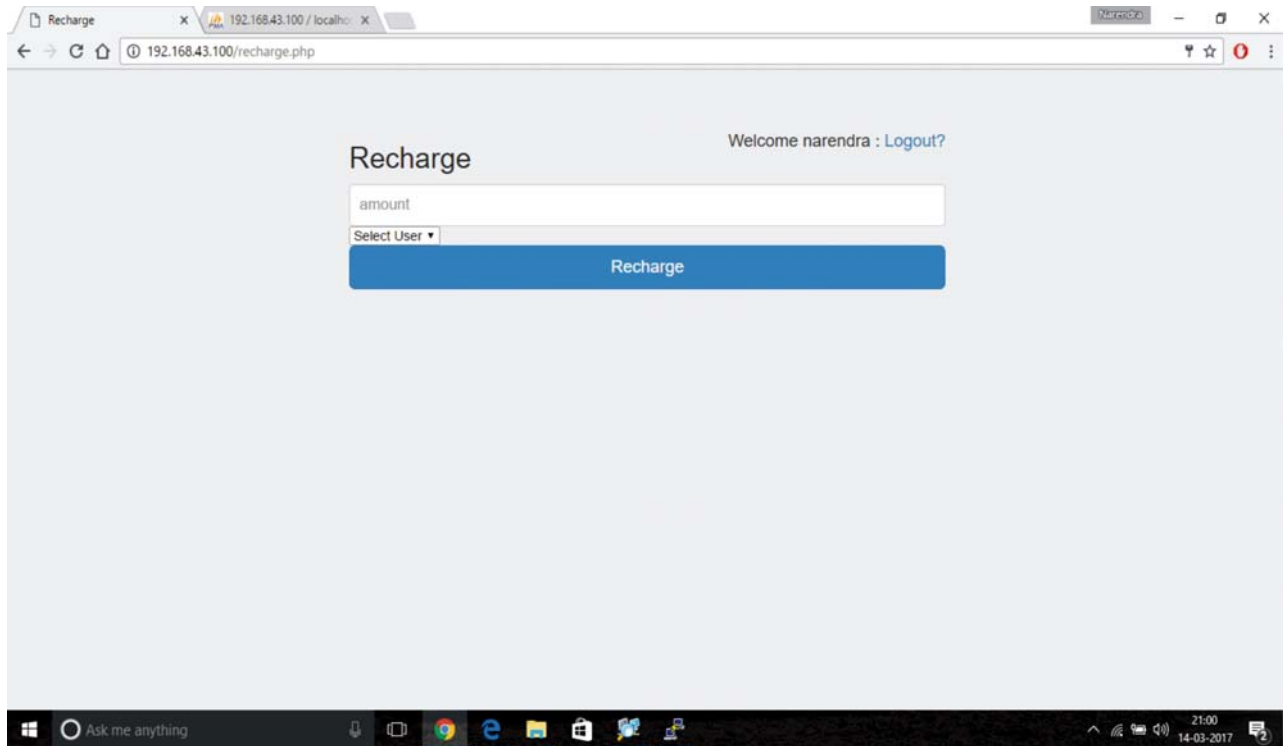 Recharge
192.168.43.100 / localho
Narendra
192.168.43.100/recharge.php
Welcome narendra : Logout?
Recharge
amount
Select User
Recharge
Ask me anything
21:00
14-03-2017
2